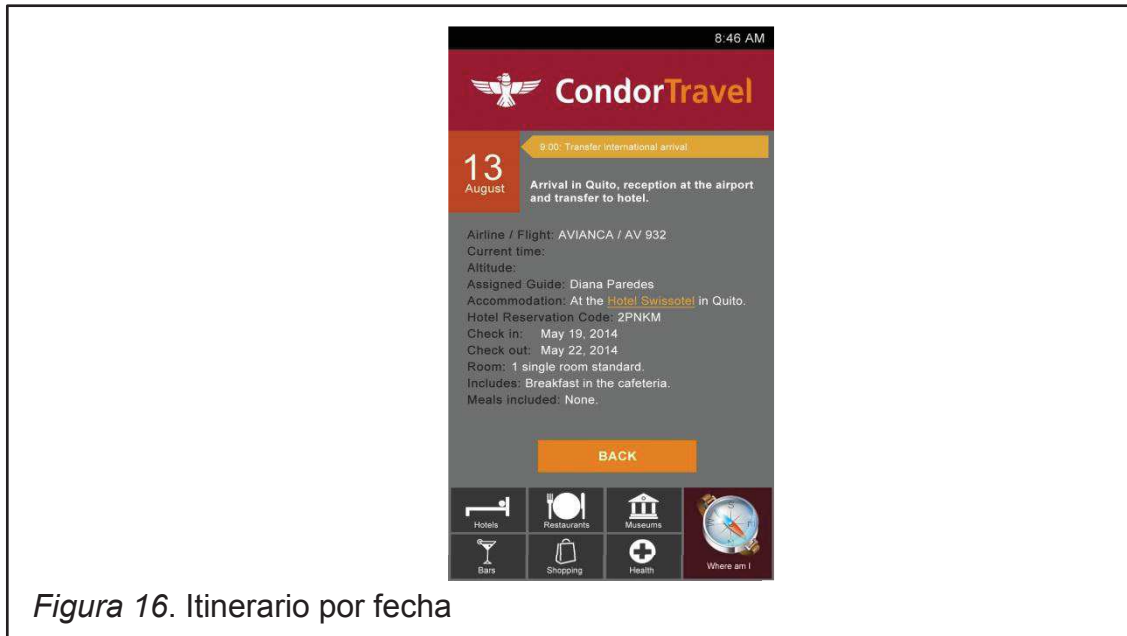 8:46 AM
CondorTravel
13
August
9:00: Transfer international arrival
Arrival in Quito, reception at the airport
and transfer to hotel.
Airline / Flight: AVIANCA / AV 932
Current time:
Altitude:
Assigned Guide: Diana Paredes
Accommodation: At the Hotel Swissotel in Quito.
Hotel Reservation Code: 2PNKM
Check in: May 19, 2014
Check out: May 22, 2014
Room: 1 single room standard.
Includes: Breakfast in the cafeteria.
Meals included: None.
BACK
Hotels
Restaurants
Museums
Bars
Shopping
Health
Where am I
Figura 16. Itinerario por fecha